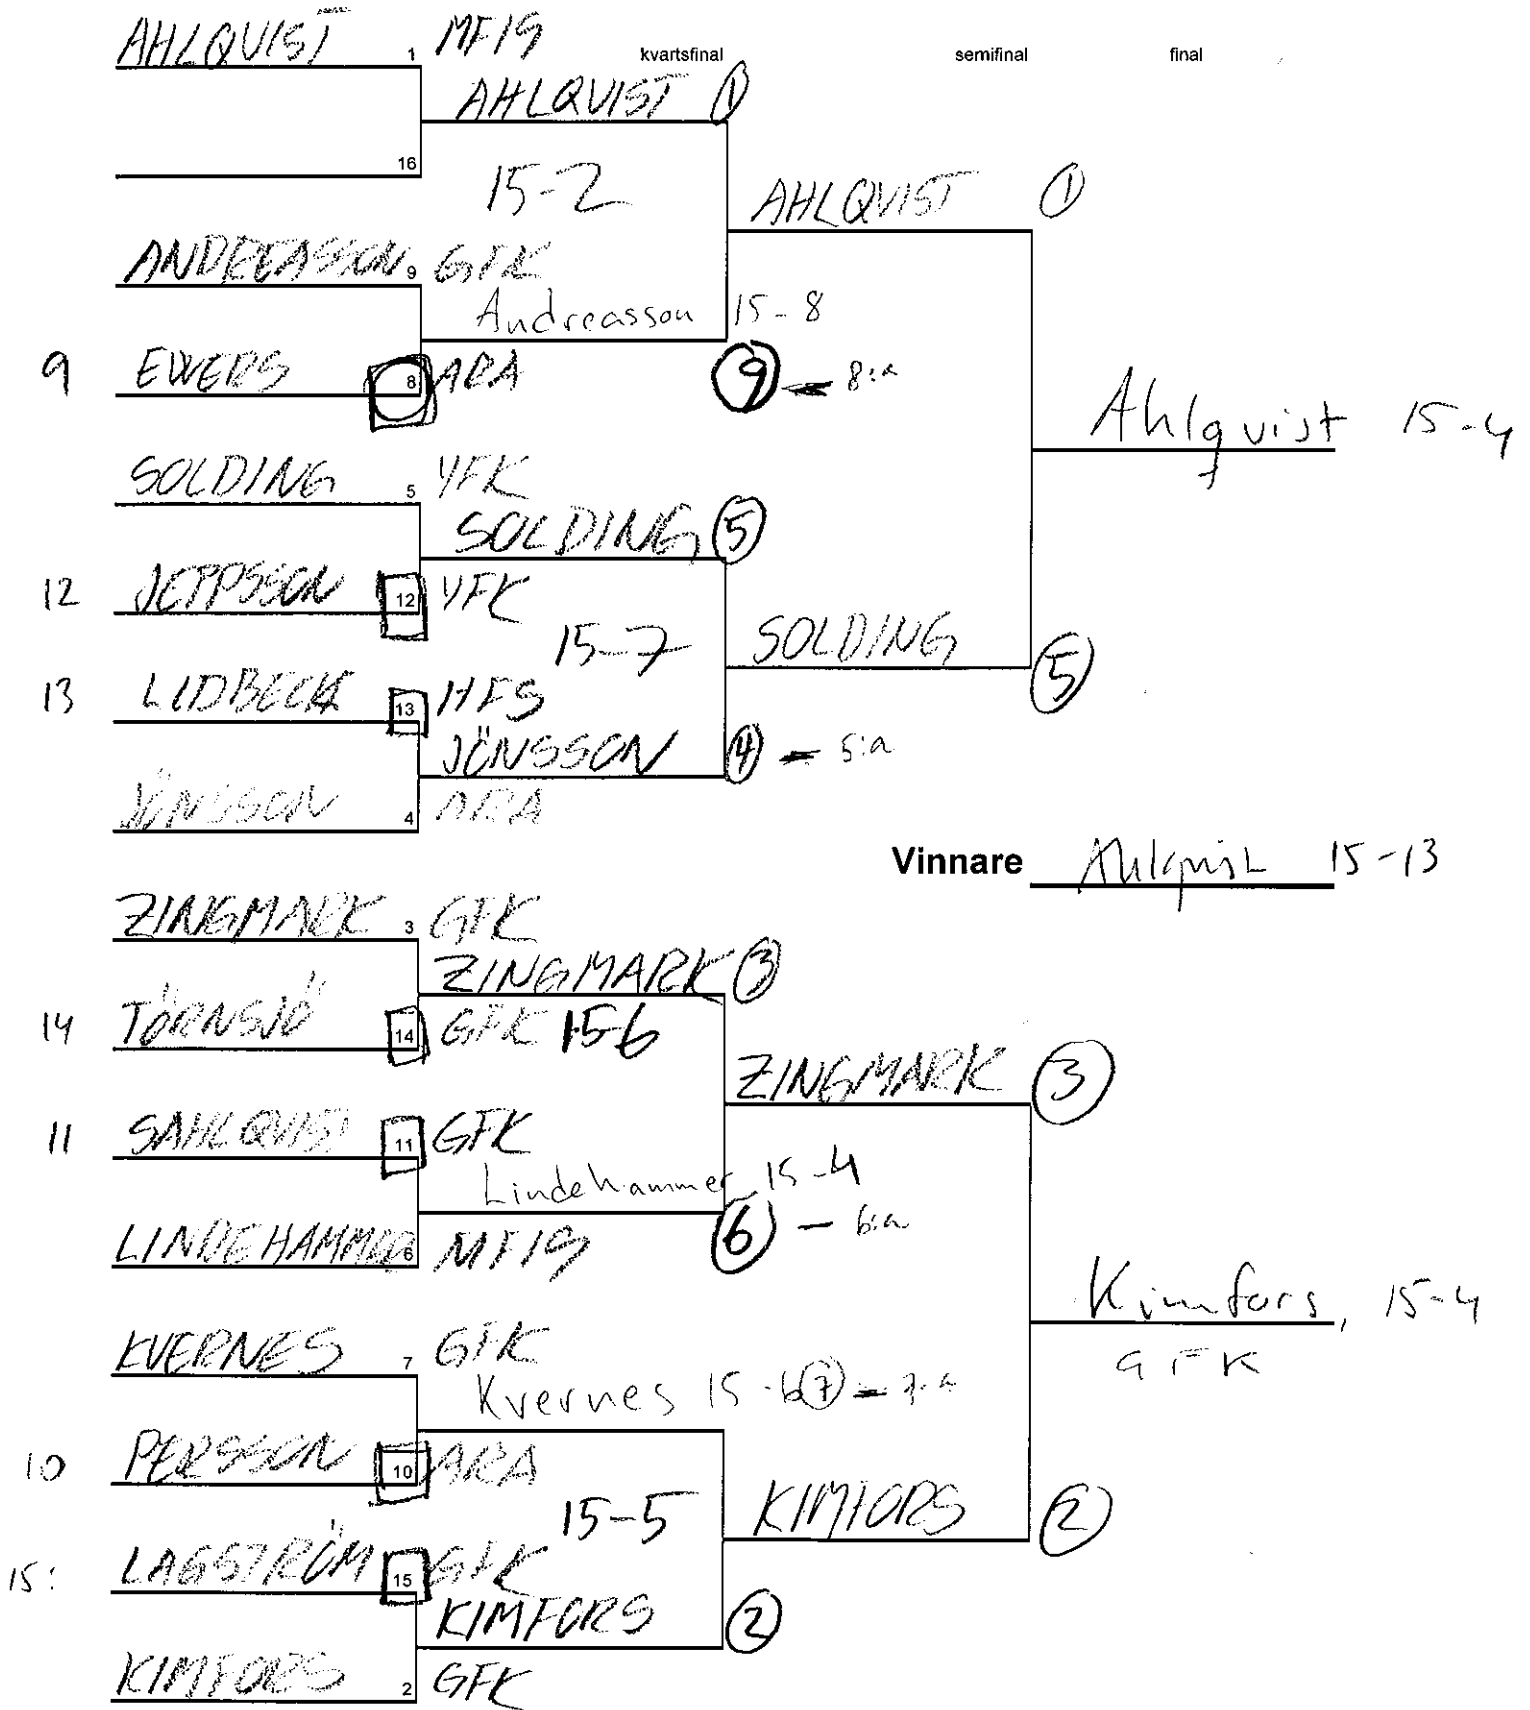 AHLQVIST 1 MFIG
kvartsfinal semifinal final
AHLQVIST 1
16
15-2
AHLQVIST 1
ANDREASSON 9 GFK
Andreasson 15-8
9 EWERS 8 ARA
9 - 8:a
Ahlqvist 15-4
SOLDING 5 YFK
SOLDING 5
12 JEPPSSON 12 YFK
15-7
SOLDING 5
13 LIDBECK 13 HFS
JÖNSSON 4 - 5:a
JÖNSSON 4 ARA
Vinnare Ahlqvist 15-13
ZINGMARK 3 GFK
ZINGMARK 3
14 TÖRNSJÖ 14 GFK 15-6
ZINGMARK 3
11 SAHLQVIST 11 GFK
Lindehammer 15-4
6 - 6:a
LINDEHAMMER 6 MFIG
Kimfors, 15-4
GFK
KVERNES 7 GFK
Kvernes 15-6 7 - 7:a
10 PERSSON 10 ARA
15-5
KIMFORS 2
15: LAGSTRÖM 15 GFK
KIMFORS 2
KIMFORS 2 GFK